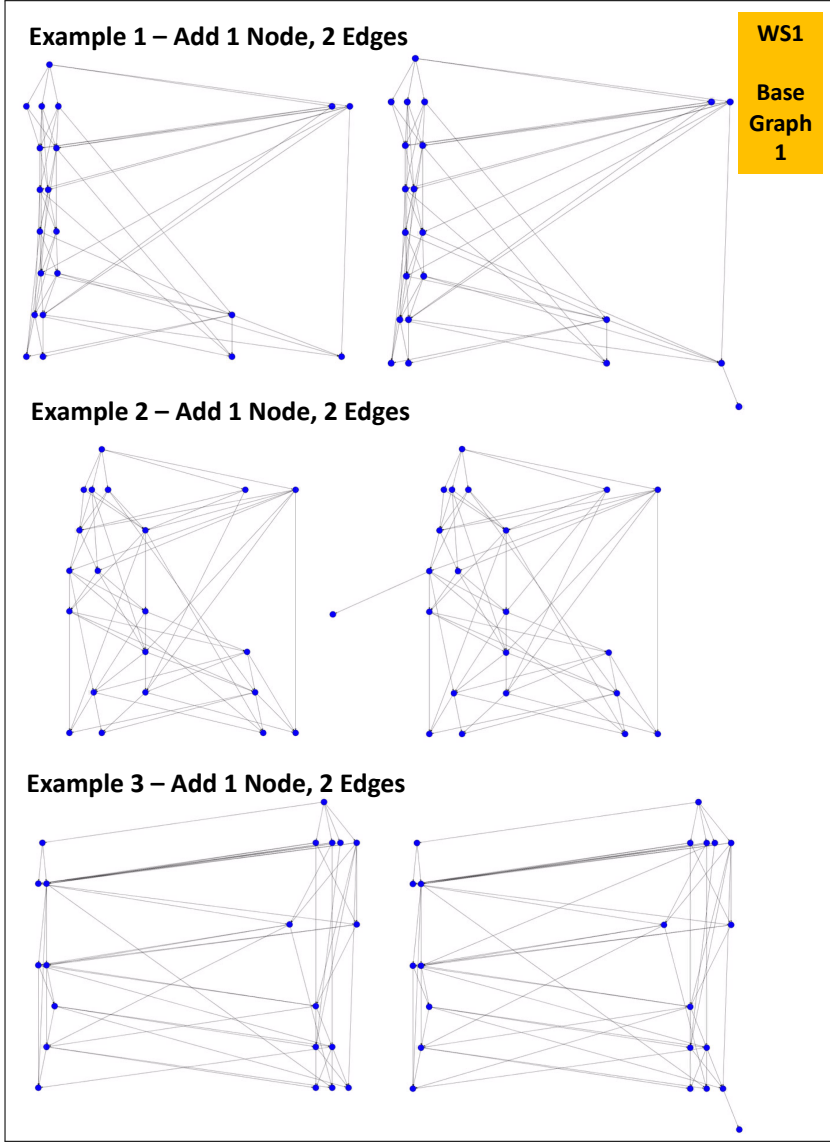 Example 1 – Add 1 Node, 2 Edges
WS1
Base
Graph
1
Example 2 – Add 1 Node, 2 Edges
Example 3 – Add 1 Node, 2 Edges